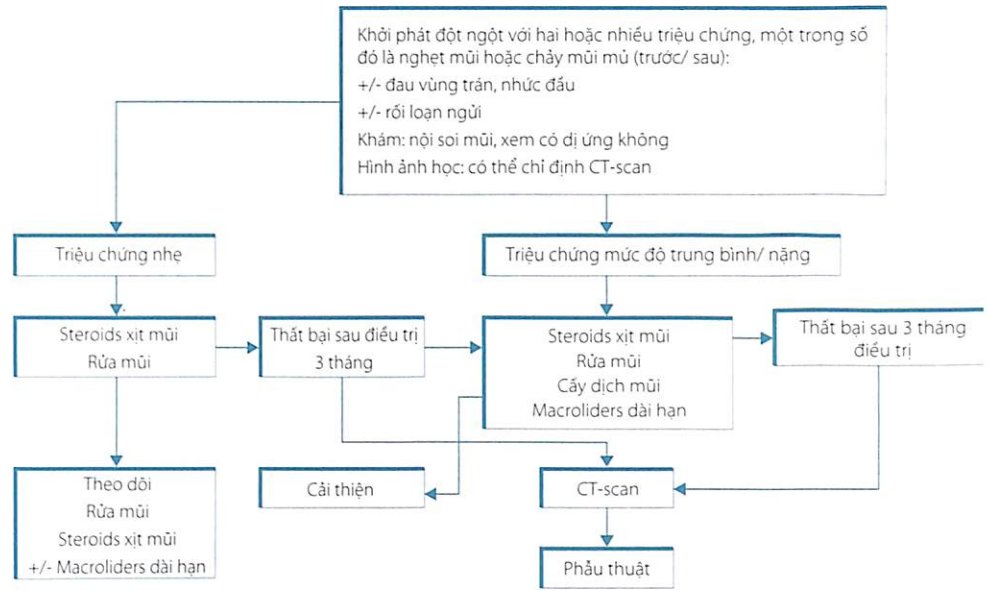 Khởi phát đột ngột với hai hoặc nhiều triệu chứng, một trong số
đó là nghẹt mũi hoặc chảy mũi mủ (trước/ sau):
+/- đau vùng trán, nhức đầu
+/- rối loạn ngửi
Khám: nội soi mũi, xem có dị ứng không
Hình ảnh học: có thể chỉ định CT-scan
Triệu chứng nhẹ
Triệu chứng mức độ trung bình/ nặng
Steroids xịt mũi
Rửa mũi
Thất bại sau điều trị
3 tháng
Steroids xịt mũi
Rửa mũi
Cấy dịch mũi
Macroliders dài hạn
Thất bại sau 3 tháng
điều trị
Theo dõi
Rửa mũi
Steroids xịt mũi
+/- Macroliders dài hạn
Cải thiện
CT-scan
Phẫu thuật